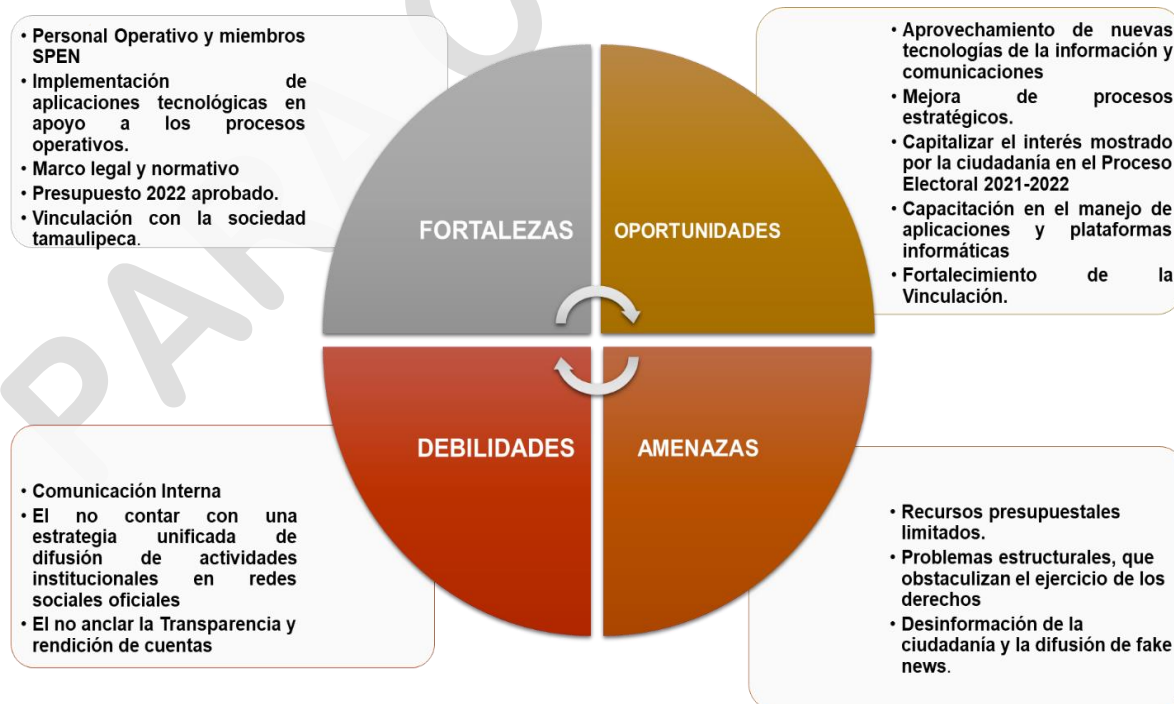 • Personal Operativo y miembros
SPEN
• Implementación de
aplicaciones tecnológicas en
apoyo a los procesos
operativos.
• Marco legal y normativo
• Presupuesto 2022 aprobado.
• Vinculación con la sociedad
tamaulipeca.
• Aprovechamiento de nuevas
tecnologías de la información y
comunicaciones
• Mejora de procesos
estratégicos.
• Capitalizar el interés mostrado
por la ciudadanía en el Proceso
Electoral 2021-2022
• Capacitación en el manejo de
aplicaciones y plataformas
informáticas
• Fortalecimiento de la
Vinculación.
FORTALEZAS
OPORTUNIDADES
DEBILIDADES
AMENAZAS
• Comunicación Interna
• El no contar con una
estrategia unificada de
difusión de actividades
institucionales en redes
sociales oficiales
• El no anclar la Transparencia y
rendición de cuentas
• Recursos presupuestales
limitados.
• Problemas estructurales, que
obstaculizan el ejercicio de los
derechos
• Desinformación de la
ciudadanía y la difusión de fake
news.
PARA